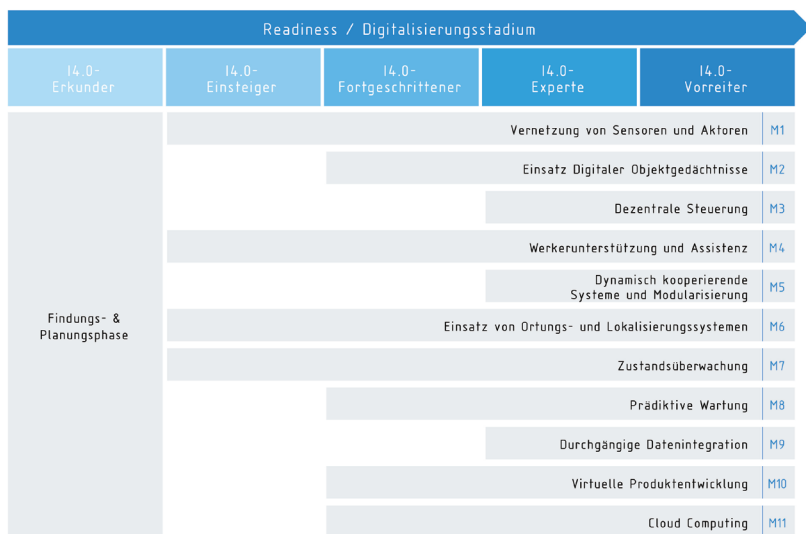 Readiness / Digitalisierungsstadium
I4.0-
Erkunder
I4.0-
Einsteiger
I4.0-
Fortgeschrittener
I4.0-
Experte
I4.0-
Vorreiter
Findungs- &
Planungsphase
Vernetzung von Sensoren und Aktoren M1
Einsatz Digitaler Objektgedächtnisse M2
Dezentrale Steuerung M3
Werkerunterstützung und Assistenz M4
Dynamisch kooperierende
Systeme und Modularisierung M5
Einsatz von Ortungs- und Lokalisierungssystemen M6
Zustandsüberwachung M7
Prädiktive Wartung M8
Durchgängige Datenintegration M9
Virtuelle Produktentwicklung M10
Cloud Computing M11